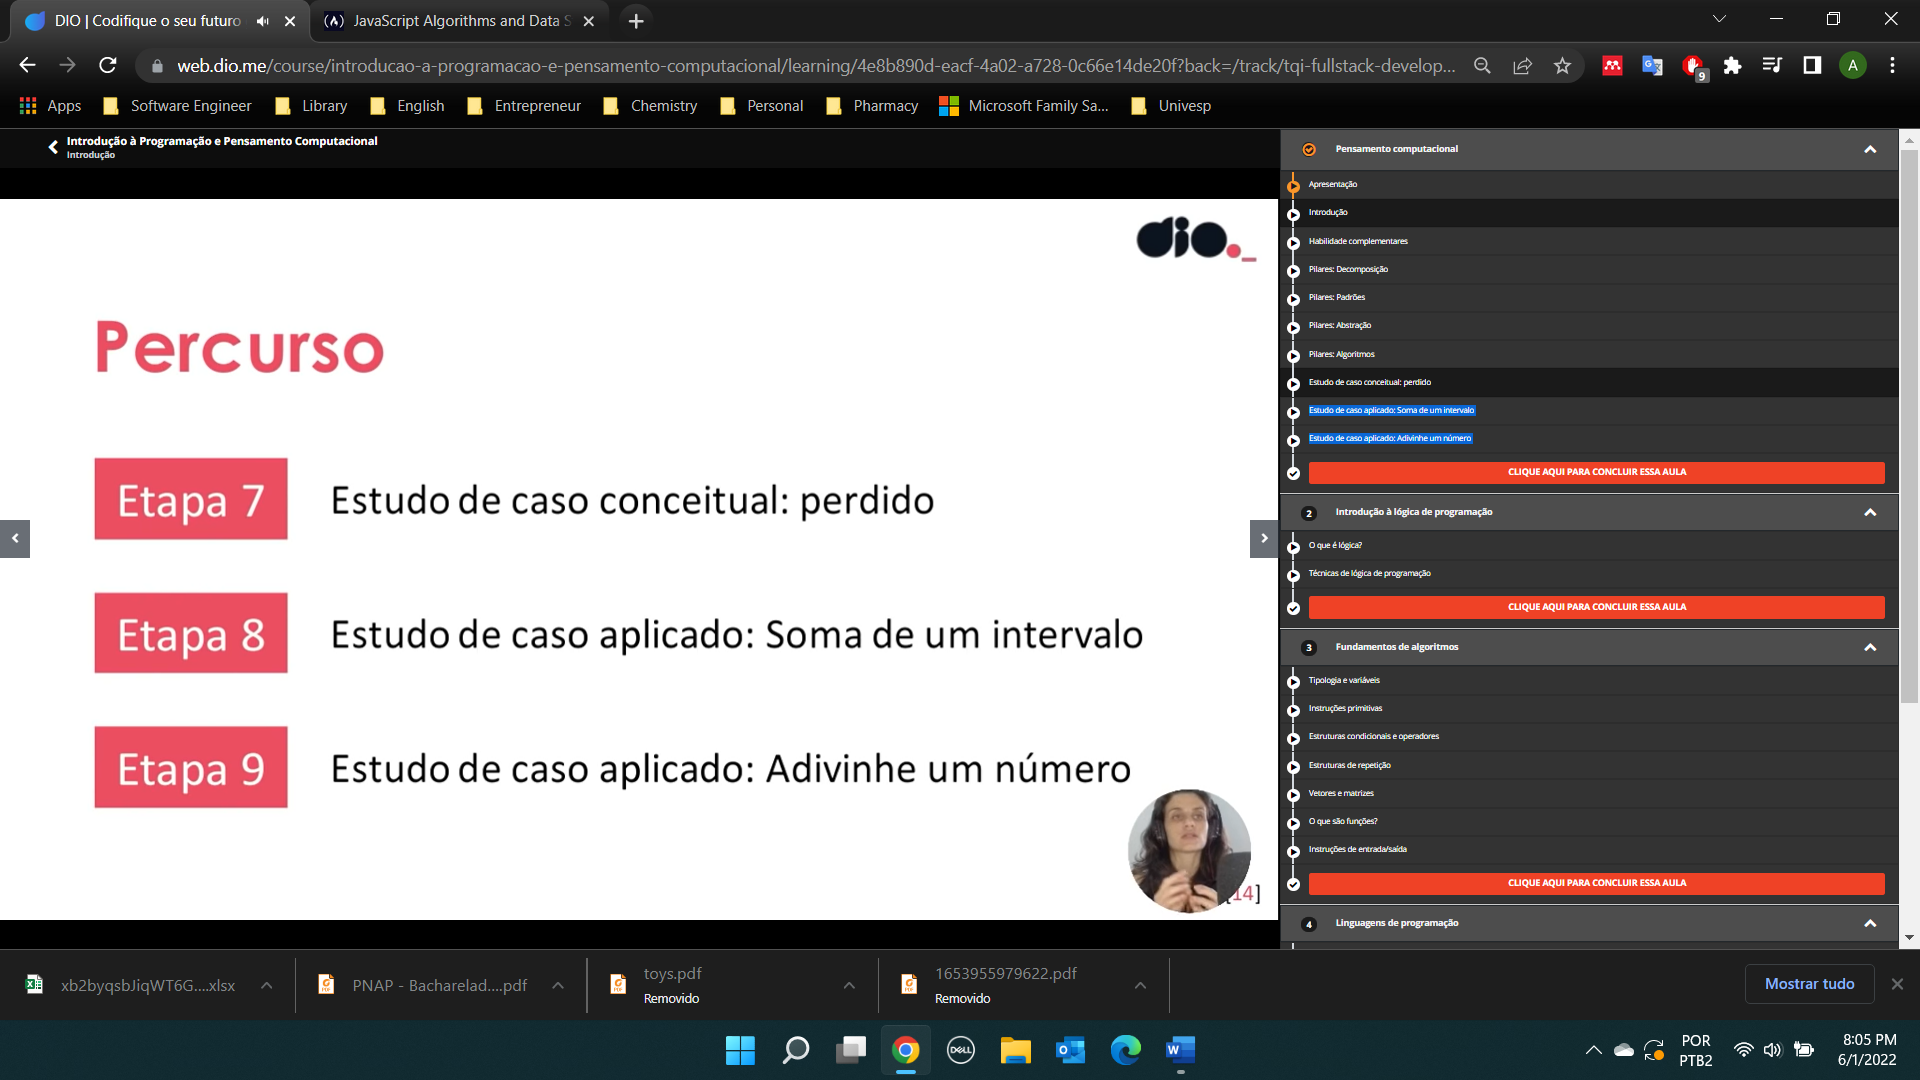 DIO | Codifique o seu futuro
JavaScript Algorithms and Data S
web.dio.me/course/introducao-a-programacao-e-pensamento-computacional/learning/4e8b890d-eacf-4a02-a728-0c66e14de20f?back=/track/tqi-fullstack-develop...
9
A
Apps
Software Engineer
Library
English
Entrepreneur
Chemistry
Personal
Pharmacy
Microsoft Family Sa...
Univesp
Introdução à Programação e Pensamento Computacional
Introdução
dio._
Percurso
Etapa 7 Estudo de caso conceitual: perdido
Etapa 8 Estudo de caso aplicado: Soma de um intervalo
Etapa 9 Estudo de caso aplicado: Adivinhe um número
[14]
Pensamento computacional
Apresentação
Introdução
Habilidade complementares
Pilares: Decomposição
Pilares: Padrões
Pilares: Abstração
Pilares: Algoritmos
Estudo de caso conceitual: perdido
Estudo de caso aplicado: Soma de um intervalo
Estudo de caso aplicado: Adivinhe um número
CLIQUE AQUI PARA CONCLUIR ESSA AULA
2 Introdução à lógica de programação
O que é lógica?
Técnicas de lógica de programação
CLIQUE AQUI PARA CONCLUIR ESSA AULA
3 Fundamentos de algoritmos
Tipologia e variáveis
Instruções primitivas
Estruturas condicionais e operadores
Estruturas de repetição
Vetores e matrizes
O que são funções?
Instruções de entrada/saída
CLIQUE AQUI PARA CONCLUIR ESSA AULA
4 Linguagens de programação
xb2byqsbJiqWT6G....xlsx
PNAP - Bacharelad....pdf
toys.pdf
Removido
1653955979622.pdf
Removido
Mostrar tudo
DELL
POR
PTB2
8:05 PM
6/1/2022